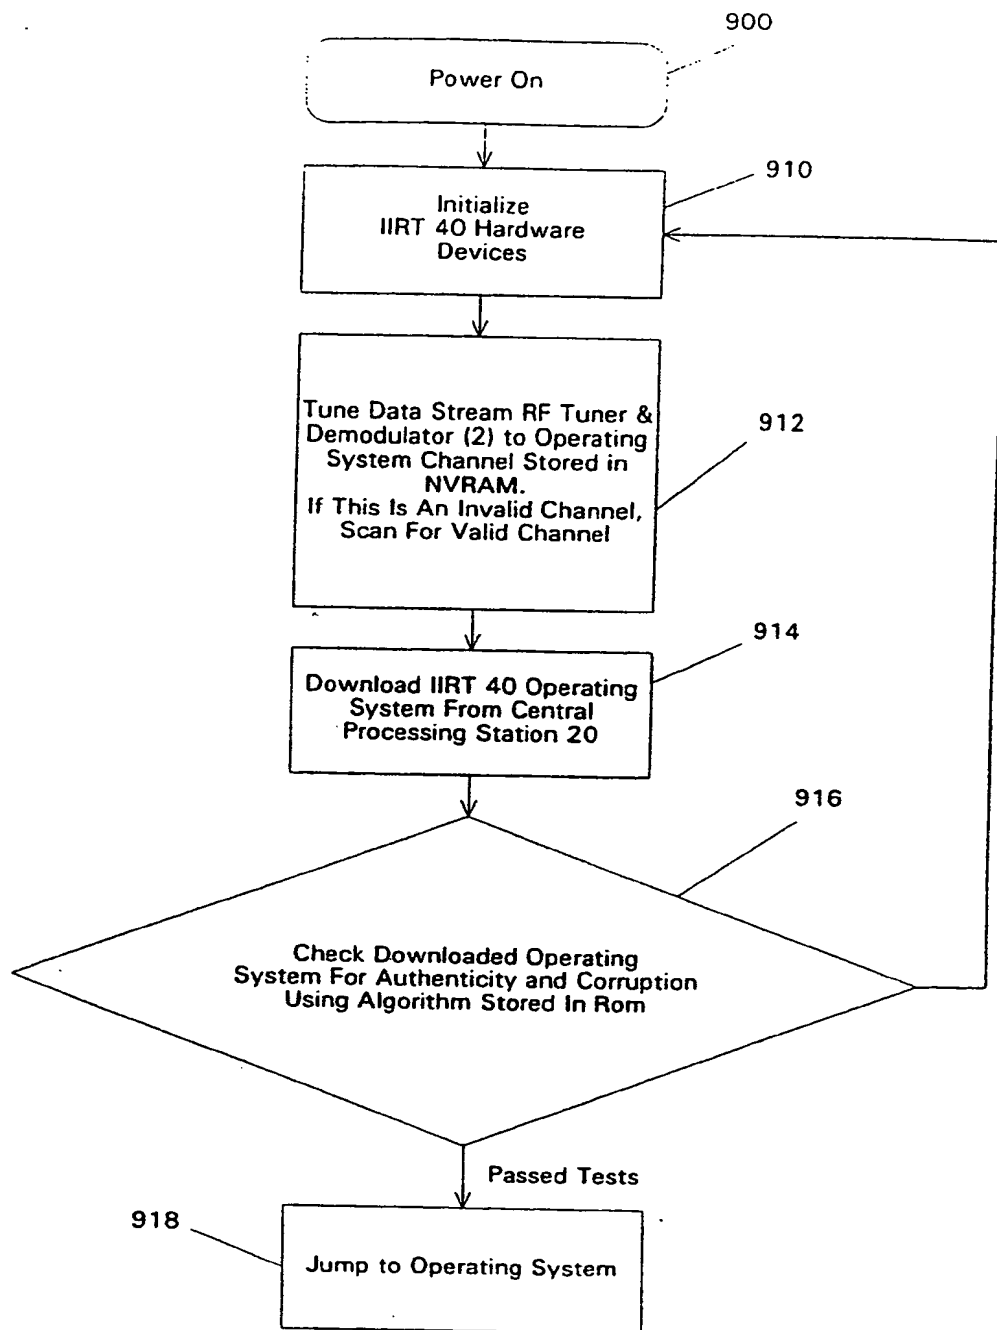 900
Power On
910
Initialize
IIRT 40 Hardware
Devices
Tune Data Stream RF Tuner &
Demodulator (2) to Operating
System Channel Stored in
NVRAM.
If This Is An Invalid Channel,
Scan For Valid Channel
912
914
Download IIRT 40 Operating
System From Central
Processing Station 20
916
Check Downloaded Operating
System For Authenticity and Corruption
Using Algorithm Stored In Rom
Passed Tests
918
Jump to Operating System